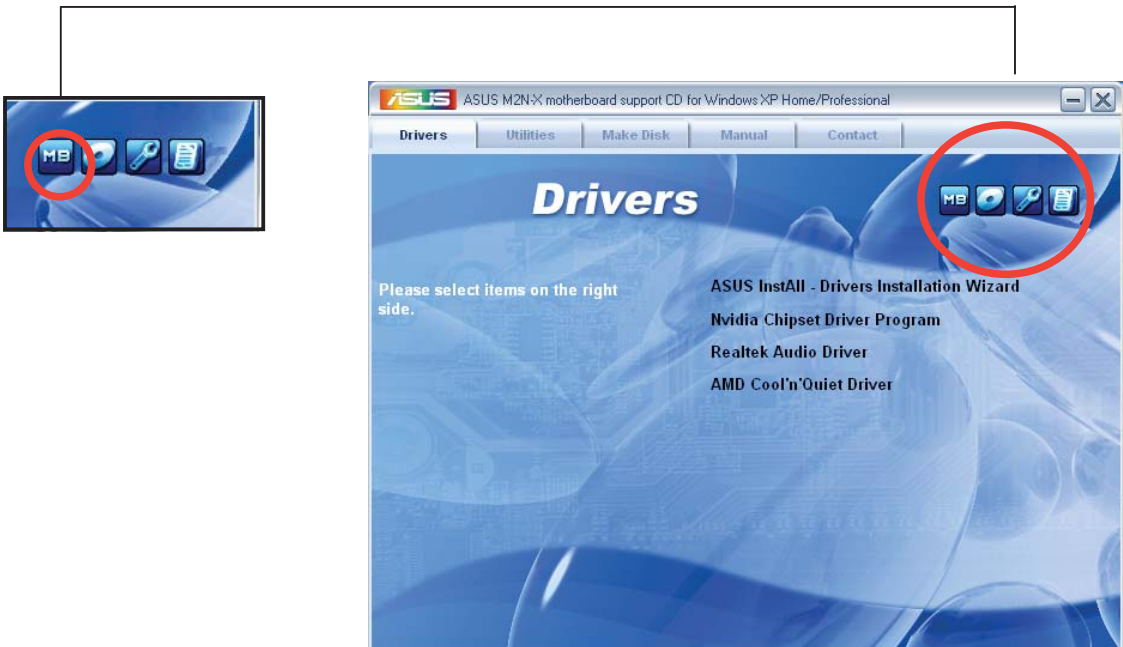 MB
ASUS ASUS M2N-X motherboard support CD for Windows XP Home/Professional
Drivers Utilities Make Disk Manual Contact
Drivers
MB
Please select items on the right
side.
ASUS InstAll - Drivers Installation Wizard
Nvidia Chipset Driver Program
Realtek Audio Driver
AMD Cool'n'Quiet Driver